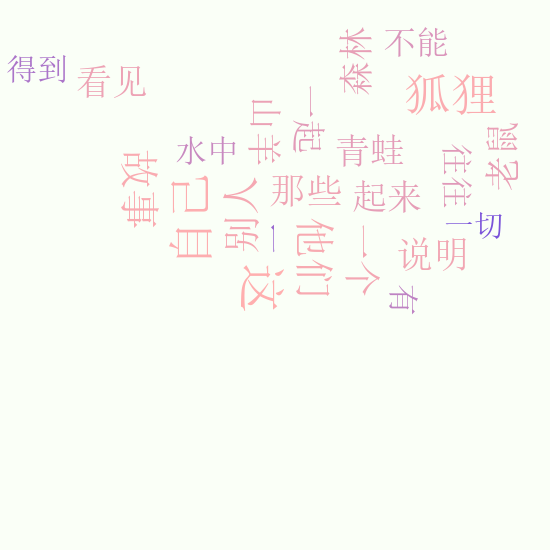 森林
不能
得到
看见
狐狸
山羊
一起
老鼠
水中
青蛙
往往
故事
自己
别人
那些
起来
一切
一
他们
一个
说明
这
有